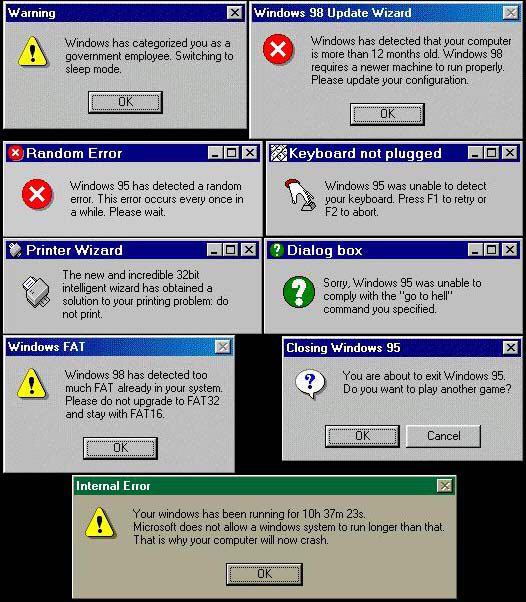 Warning
Windows has categorized you as a
government employee. Switching to
sleep mode.
OK
Windows 98 Update Wizard
Windows has detected that your computer
is more than 12 months old. Windows 98
requires a newer machine to run properly.
Please update your configuration.
OK
Random Error
Windows 95 has detected a random
error. This error occurs every once in
a while. Please wait.
Keyboard not plugged
Windows 95 was unable to detect
your keyboard. Press F1 to retry or
F2 to abort.
Printer Wizard
The new and incredible 32bit
intelligent wizard has obtained a
solution to your printing problem: do
not print.
Dialog box
Sorry, Windows 95 was unable to
comply with the "go to hell"
command you specified.
Windows FAT
Windows 98 has detected too
much FAT already in your system.
Please do not upgrade to FAT32
and stay with FAT16.
OK
Closing Windows 95
You are about to exit Windows 95.
Do you want to play another game?
OK
Cancel
Internal Error
Your windows has been running for 10h 37m 23s.
Microsoft does not allow a windows system to run longer than that.
That is why your computer will now crash.
OK